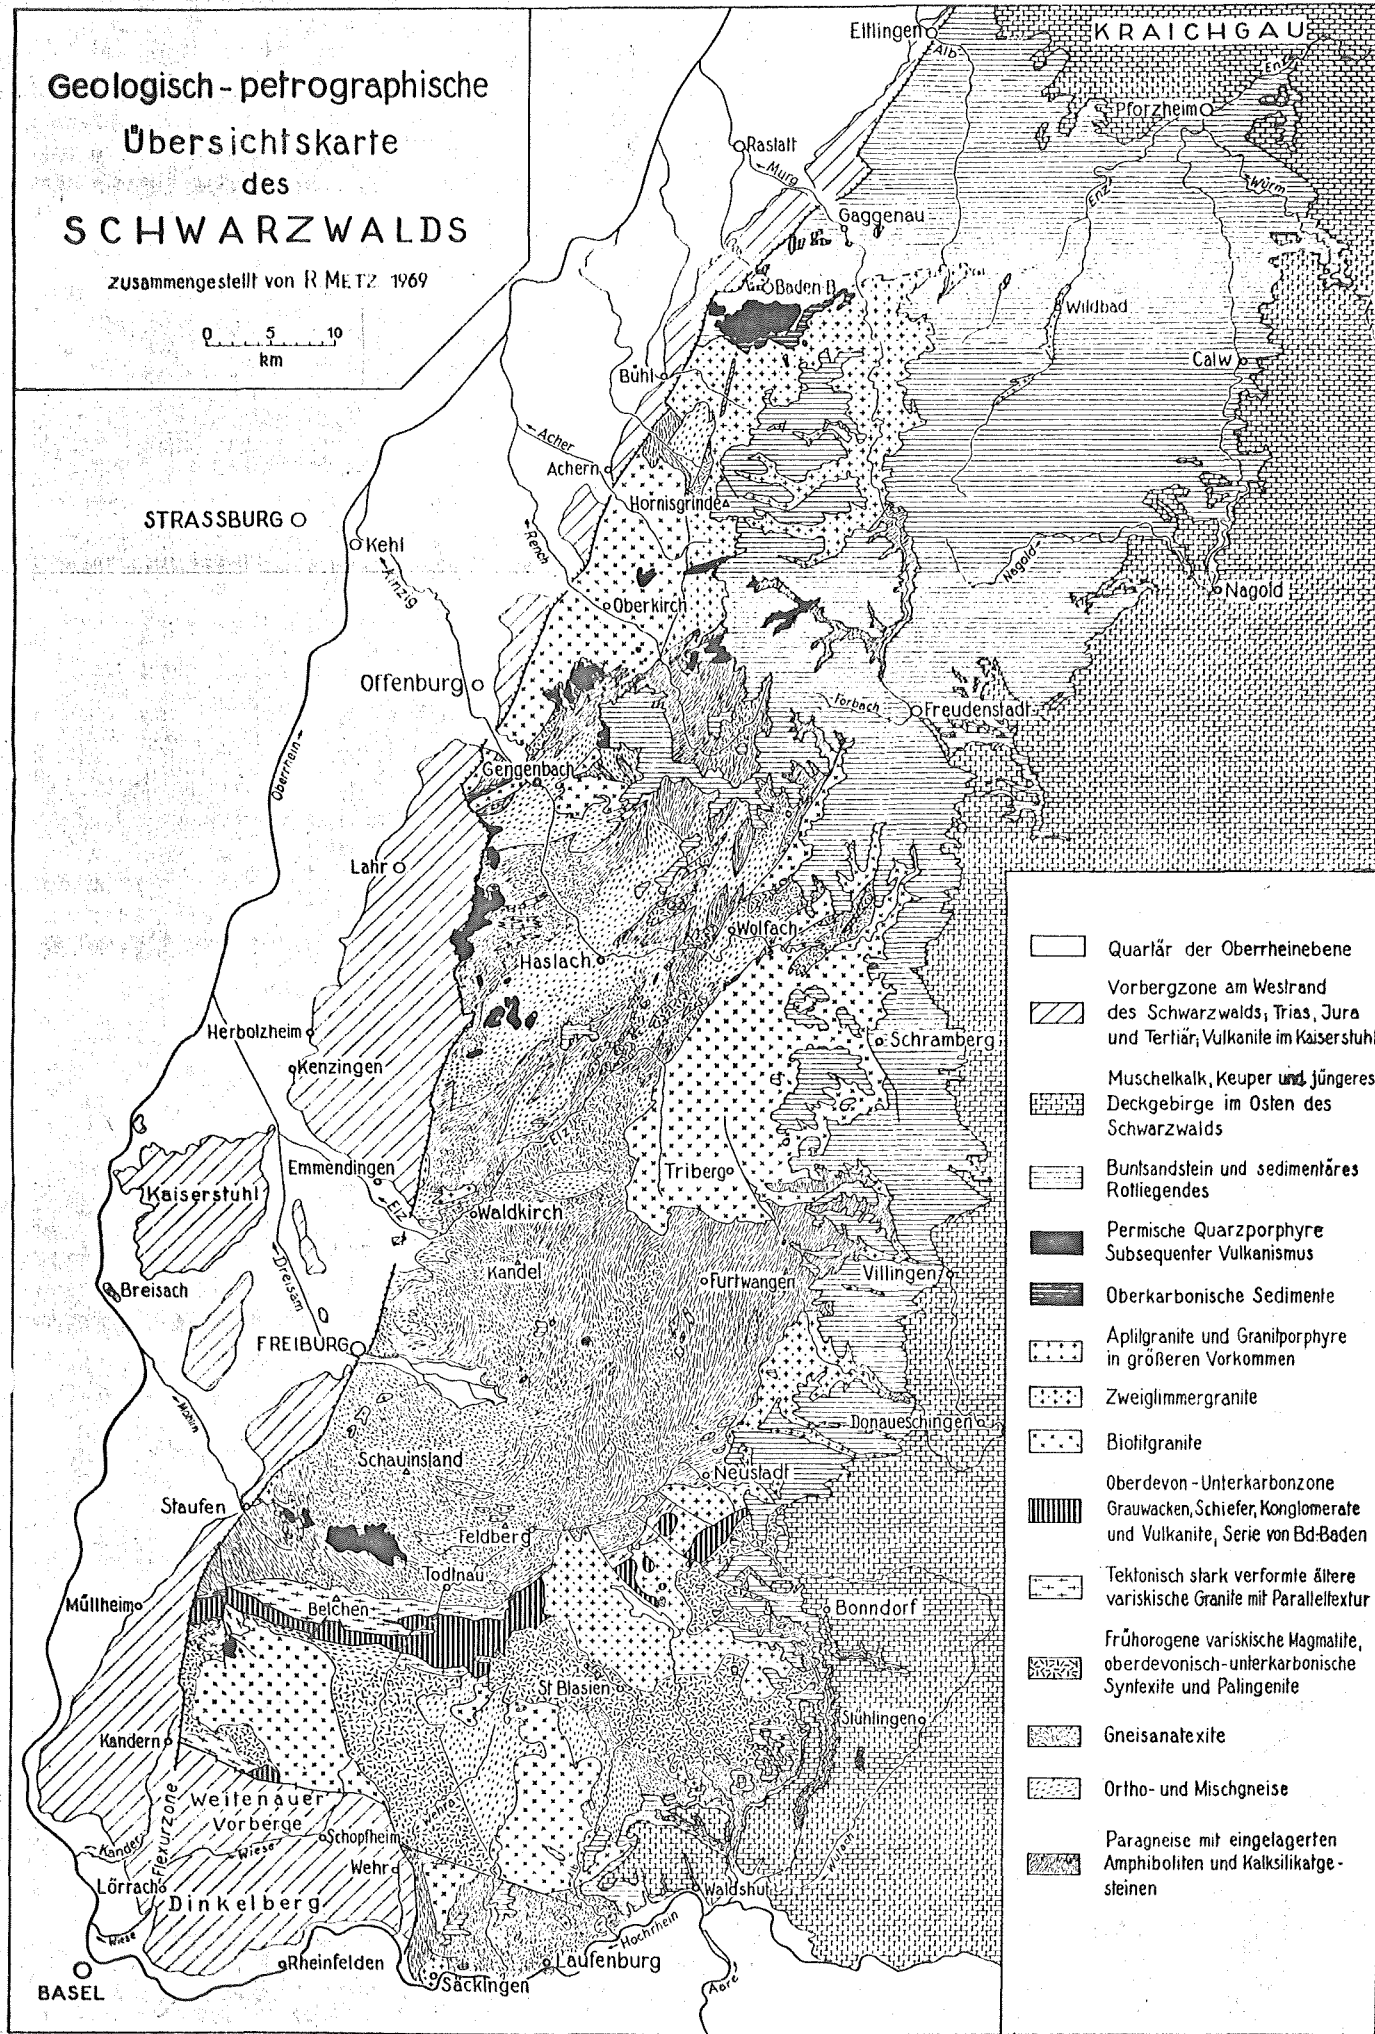 Geologisch-petrographische
Übersichtskarte
des
SCHWARZWALDS
zusammengestellt von R METZ 1969
0 5 10
km
KRAICHGAU
Ettlingen
Alb
Enz
Pforzheim
Rastatt
Murg
Würm
Enz
Gaggenau
Baden-B.
Wildbad
Calw
Bühl
Acher
Achern
Hornisgrinde
STRASSBURG
Kehl
Rench
Kinzig
Nagold
Nagold
Oberkirch
Offenburg
Forbach
Freudenstadt
Oberrhein
Gengenbach
Lahr
Wolfach
Haslach
Herbolzheim
Schramberg
Kenzingen
Elz
Emmendingen
Triberg
Kaiserstuhl
Elz
Waldkirch
Kandel
Furtwangen
Villingen
Dreisam
Breisach
FREIBURG
Möhlin
Donaueschingen
Schauinsland
Neustadt
Staufen
Feldberg
Todtnau
Müllheim
Belchen
Bonndorf
St Blasien
Stühlingen
Kandern
Flexurzone
Weitenauer
Vorberge
Wehra
Kander
Wiese
Schopfheim
Wutach
Wehr
Lörrach
Dinkelberg
Waldshut
Wiese
Hochrhein
Rheinfelden
Laufenburg
BASEL
Säckingen
Aare
Quartär der Oberrheinebene
Vorbergzone am Westrand
des Schwarzwalds; Trias, Jura
und Tertiär; Vulkanite im Kaiserstuhl
Muschelkalk, Keuper und jüngeres
Deckgebirge im Osten des
Schwarzwalds
Buntsandstein und sedimentäres
Rotliegendes
Permische Quarzporphyre
Subsequenter Vulkanismus
Oberkarbonische Sedimente
Aplitgranite und Granitporphyre
in größeren Vorkommen
Zweiglimmergranite
Biotitgranite
Oberdevon-Unterkarbonzone
Grauwacken, Schiefer, Konglomerate
und Vulkanite, Serie von Bd-Baden
Tektonisch stark verformte ältere
variskische Granite mit Paralleltextur
Frühorogene variskische Magmatite,
oberdevonisch-unterkarbonische
Syntexite und Palingenite
Gneisanatexite
Ortho- und Mischgneise
Paragneise mit eingelagerten
Amphiboliten und Kalksilikatge-
steinen